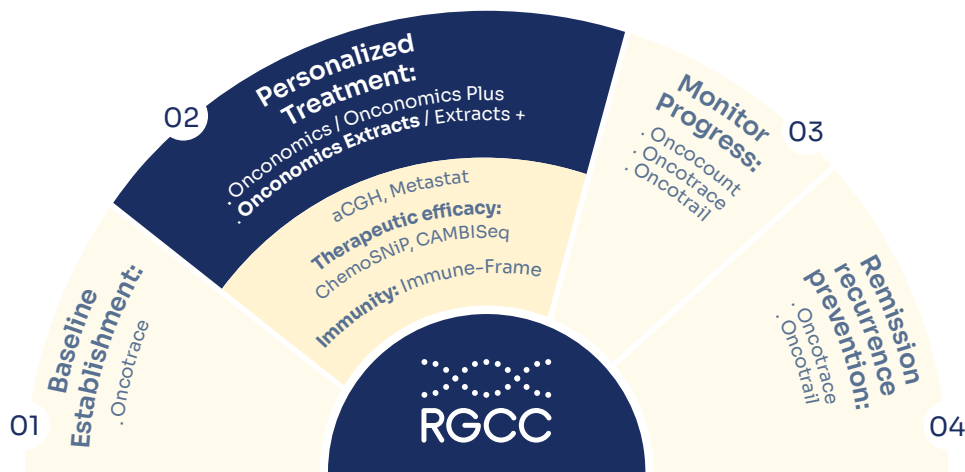 01
Baseline
Establishment:
. Oncotrace
02
Personalized
Treatment:
. Onconomics / Onconomics Plus
. Onconomics Extracts / Extracts +
aCGH, Metastat
Therapeutic efficacy:
ChemoSNiP, CAMBISeq
Immunity: Immune-Frame
03
Monitor
Progress:
. Oncocount
. Oncotrace
. Oncotrail
04
Remission
recurrence
prevention:
. Oncotrace
. Oncotrail
RGCC